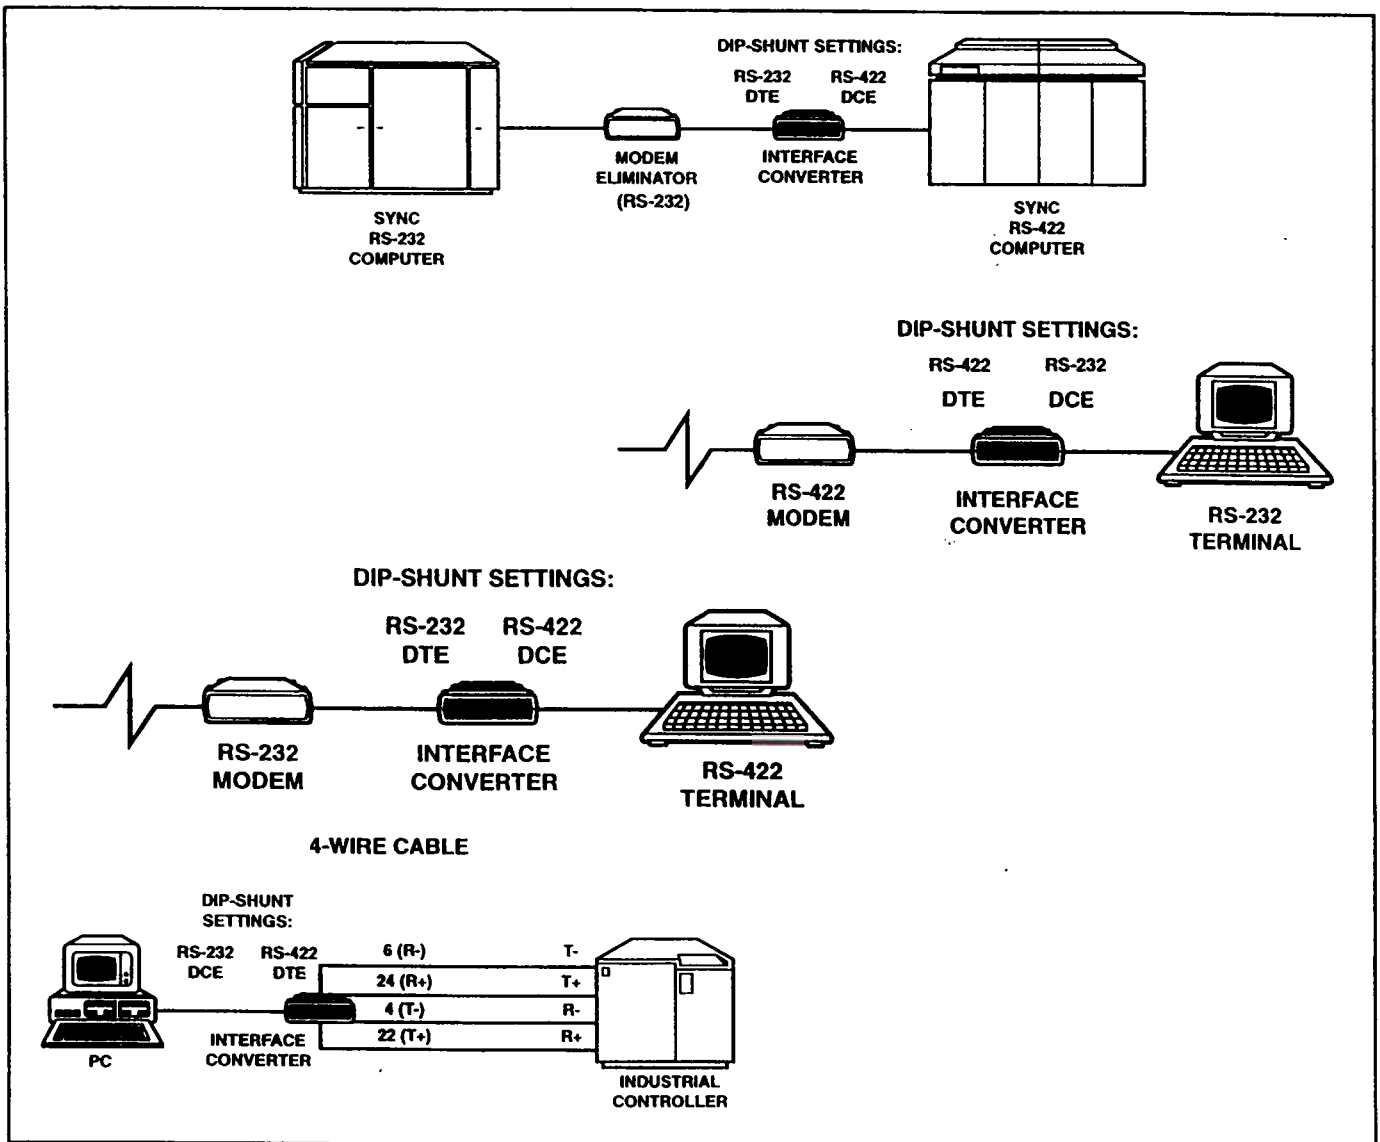 DIP-SHUNT SETTINGS:
RS-232 RS-422
DTE DCE
MODEM
ELIMINATOR
(RS-232)
INTERFACE
CONVERTER
SYNC
RS-232
COMPUTER
SYNC
RS-422
COMPUTER
DIP-SHUNT SETTINGS:
RS-422 RS-232
DTE DCE
RS-422
MODEM
INTERFACE
CONVERTER
RS-232
TERMINAL
DIP-SHUNT SETTINGS:
RS-232 RS-422
DTE DCE
RS-232
MODEM
INTERFACE
CONVERTER
RS-422
TERMINAL
4-WIRE CABLE
DIP-SHUNT
SETTINGS:
RS-232 RS-422
DCE DTE
6 (R-) T-
24 (R+) T+
4 (T-) R-
22 (T+) R+
PC
INTERFACE
CONVERTER
INDUSTRIAL
CONTROLLER